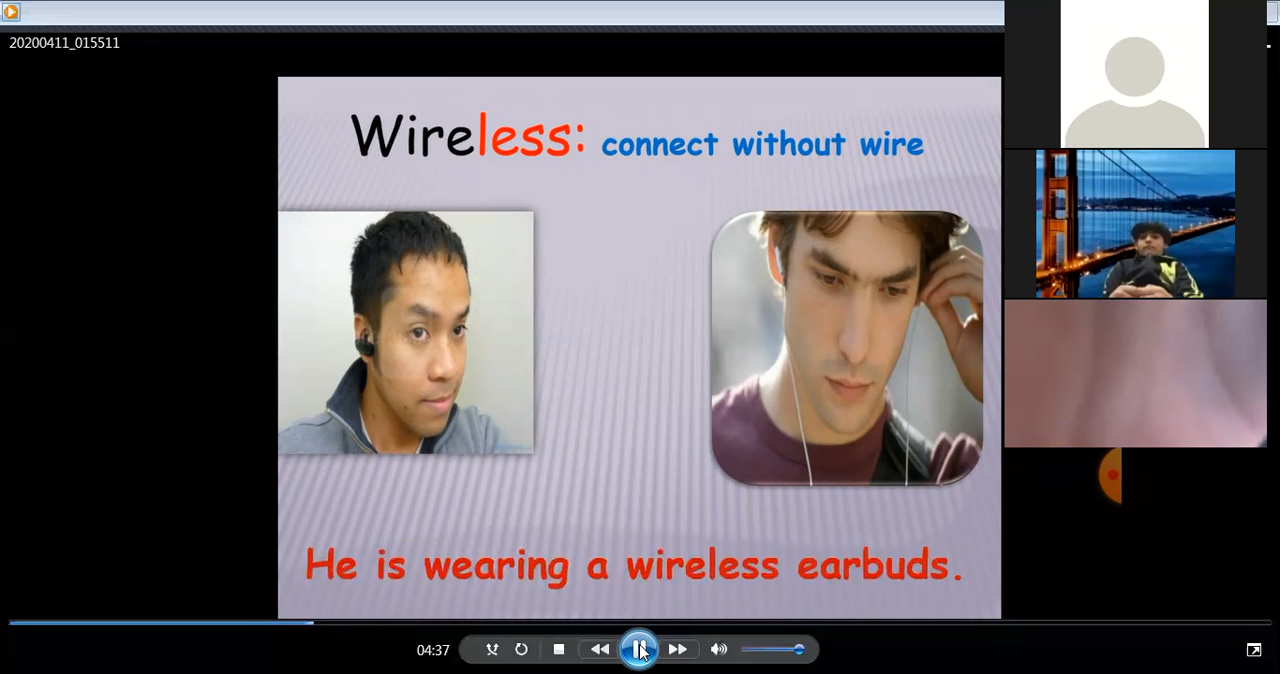 20200411_015511
Wireless: connect without wire
He is wearing a wireless earbuds.
04:37